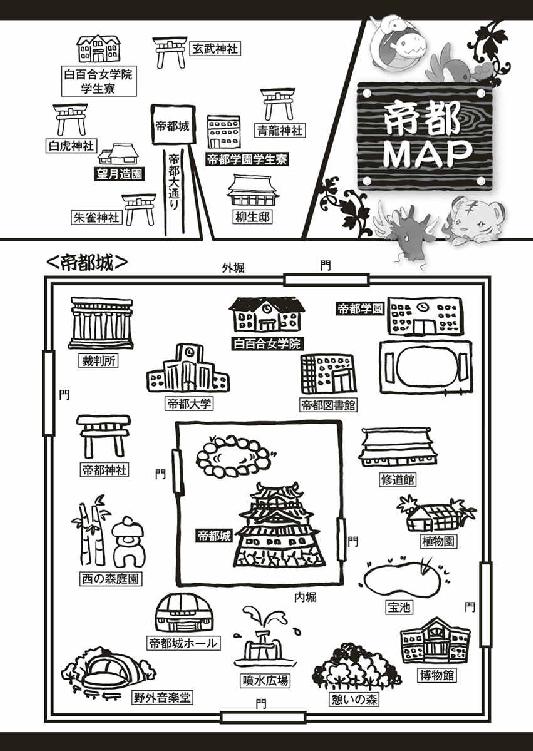 帝都
MAP
玄武神社
白百合女学院
学生寮
帝都城
青龍神社
白虎神社
帝都学園学生寮
望月造園
帝都大通り
朱雀神社
柳生邸
<帝都城>
外堀
門
帝都学園
白百合女学院
裁判所
門
帝都大学
帝都図書館
帝都神社
門
修道館
帝都城
門
植物園
西の森庭園
内堀
宝池
門
帝都城ホール
噴水広場
博物館
野外音楽堂
憩いの森
門